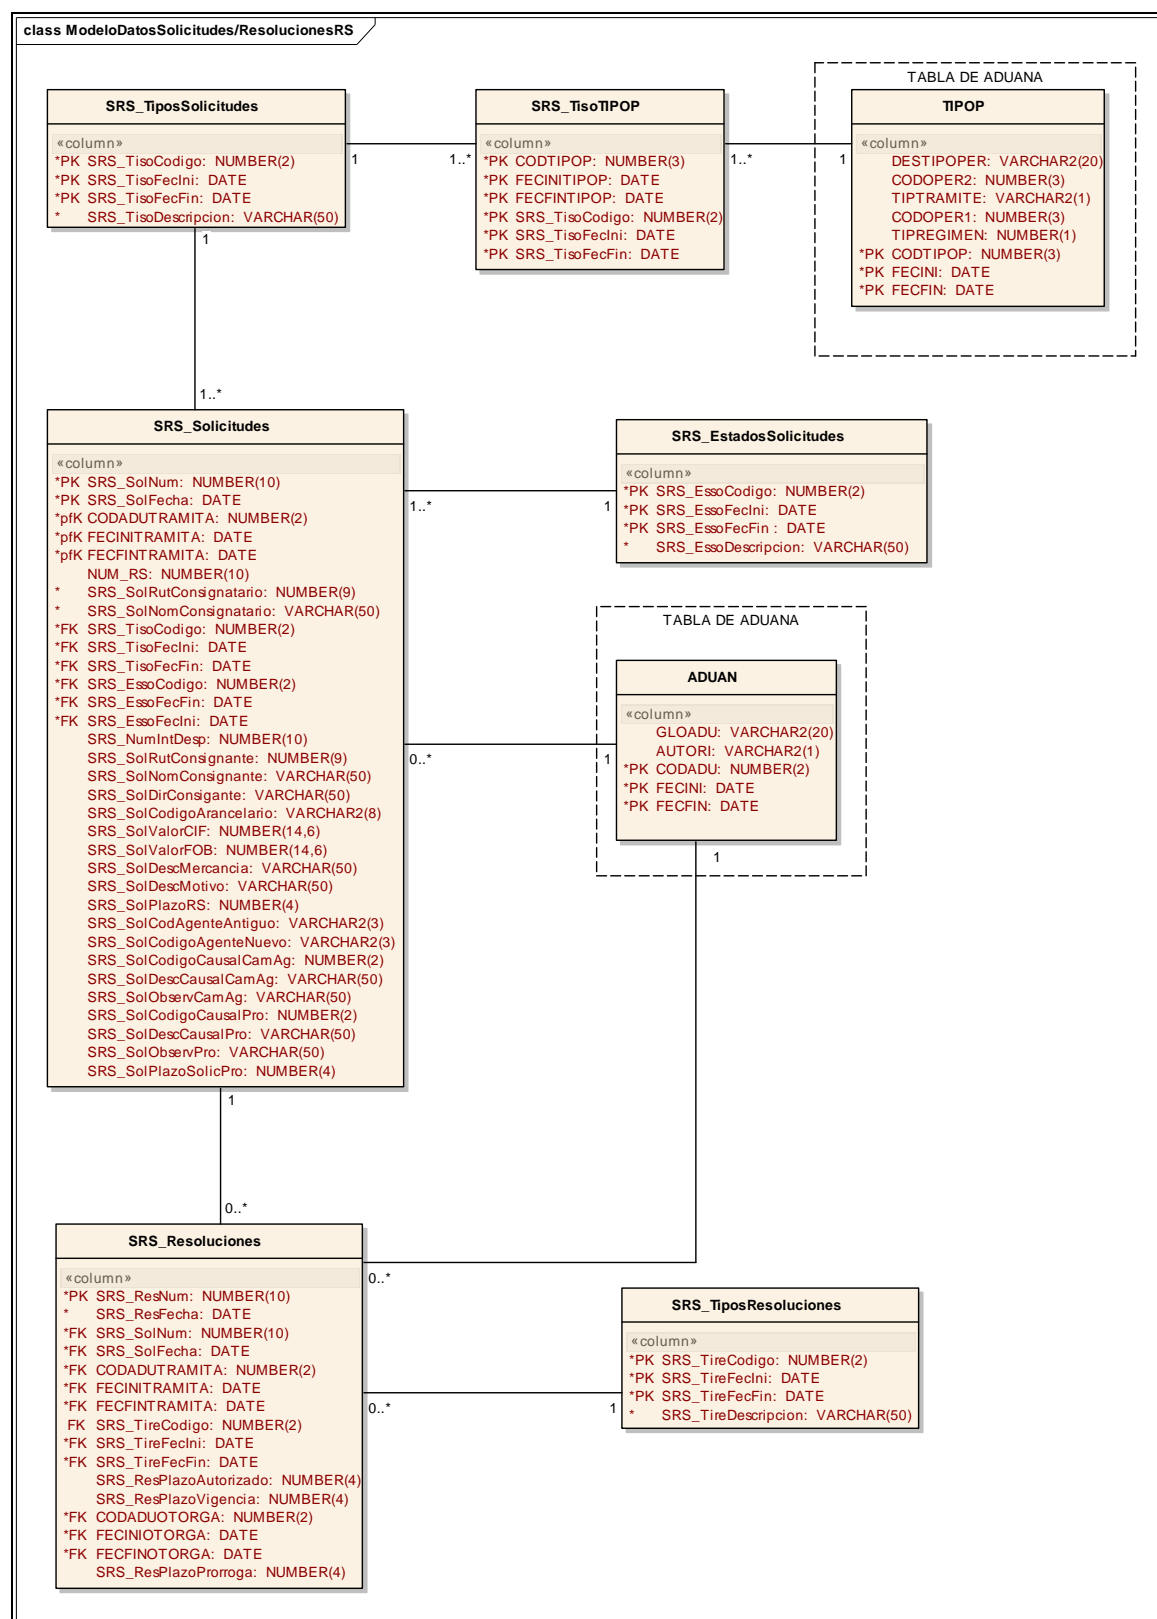 class ModeloDatosSolicitudes/ResolucionesRS
SRS_TiposSolicitudes
«column»
*PK SRS_TisoCodigo: NUMBER(2)
*PK SRS_TisoFecIni: DATE
*PK SRS_TisoFecFin: DATE
* SRS_TisoDescripcion: VARCHAR(50)
1
1..*
SRS_TisoTIPOP
«column»
*PK CODTIPOP: NUMBER(3)
*PK FECINITIPOP: DATE
*PK FECFINTIPOP: DATE
*PK SRS_TisoCodigo: NUMBER(2)
*PK SRS_TisoFecIni: DATE
*PK SRS_TisoFecFin: DATE
1..*
1
TABLA DE ADUANA
TIPOP
«column»
DESTIPOPER: VARCHAR2(20)
CODOPER2: NUMBER(3)
TIPTRAMITE: VARCHAR2(1)
CODOPER1: NUMBER(3)
TIPREGIMEN: NUMBER(1)
*PK CODTIPOP: NUMBER(3)
*PK FECINI: DATE
*PK FECFIN: DATE
1
1..*
SRS_Solicitudes
«column»
*PK SRS_SolNum: NUMBER(10)
*PK SRS_SolFecha: DATE
*pfK CODADUTRAMITA: NUMBER(2)
*pfK FECINITRAMITA: DATE
*pfK FECFINTRAMITA: DATE
NUM_RS: NUMBER(10)
* SRS_SolRutConsignatario: NUMBER(9)
* SRS_SolNomConsignatario: VARCHAR(50)
*FK SRS_TisoCodigo: NUMBER(2)
*FK SRS_TisoFecIni: DATE
*FK SRS_TisoFecFin: DATE
*FK SRS_EssoCodigo: NUMBER(2)
*FK SRS_EssoFecFin: DATE
*FK SRS_EssoFecIni: DATE
SRS_NumIntDesp: NUMBER(10)
SRS_SolRutConsignante: NUMBER(9)
SRS_SolNomConsignante: VARCHAR(50)
SRS_SolDirConsigante: VARCHAR(50)
SRS_SolCodigoArancelario: VARCHAR2(8)
SRS_SolValorCIF: NUMBER(14,6)
SRS_SolValorFOB: NUMBER(14,6)
SRS_SolDescMercancia: VARCHAR(50)
SRS_SolDescMotivo: VARCHAR(50)
SRS_SolPlazoRS: NUMBER(4)
SRS_SolCodAgenteAntiguo: VARCHAR2(3)
SRS_SolCodigoAgenteNuevo: VARCHAR2(3)
SRS_SolCodigoCausalCamAg: NUMBER(2)
SRS_SolDescCausalCamAg: VARCHAR(50)
SRS_SolObservCamAg: VARCHAR(50)
SRS_SolCodigoCausalPro: NUMBER(2)
SRS_SolDescCausalPro: VARCHAR(50)
SRS_SolObservPro: VARCHAR(50)
SRS_SolPlazoSolicPro: NUMBER(4)
1..*
1
SRS_EstadosSolicitudes
«column»
*PK SRS_EssoCodigo: NUMBER(2)
*PK SRS_EssoFecIni: DATE
*PK SRS_EssoFecFin : DATE
* SRS_EssoDescripcion: VARCHAR(50)
TABLA DE ADUANA
ADUAN
«column»
GLOADU: VARCHAR2(20)
AUTORI: VARCHAR2(1)
*PK CODADU: NUMBER(2)
*PK FECINI: DATE
*PK FECFIN: DATE
0..*
1
1
1
0..*
SRS_Resoluciones
«column»
*PK SRS_ResNum: NUMBER(10)
* SRS_ResFecha: DATE
*FK SRS_SolNum: NUMBER(10)
*FK SRS_SolFecha: DATE
*FK CODADUTRAMITA: NUMBER(2)
*FK FECINITRAMITA: DATE
*FK FECFINTRAMITA: DATE
FK SRS_TireCodigo: NUMBER(2)
*FK SRS_TireFecIni: DATE
*FK SRS_TireFecFin: DATE
SRS_ResPlazoAutorizado: NUMBER(4)
SRS_ResPlazoVigencia: NUMBER(4)
*FK CODADUOTORGA: NUMBER(2)
*FK FECINIOTORGA: DATE
*FK FECFINOTORGA: DATE
SRS_ResPlazoProrroga: NUMBER(4)
0..*
0..*
1
SRS_TiposResoluciones
«column»
*PK SRS_TireCodigo: NUMBER(2)
*PK SRS_TireFecIni: DATE
*PK SRS_TireFecFin: DATE
* SRS_TireDescripcion: VARCHAR(50)